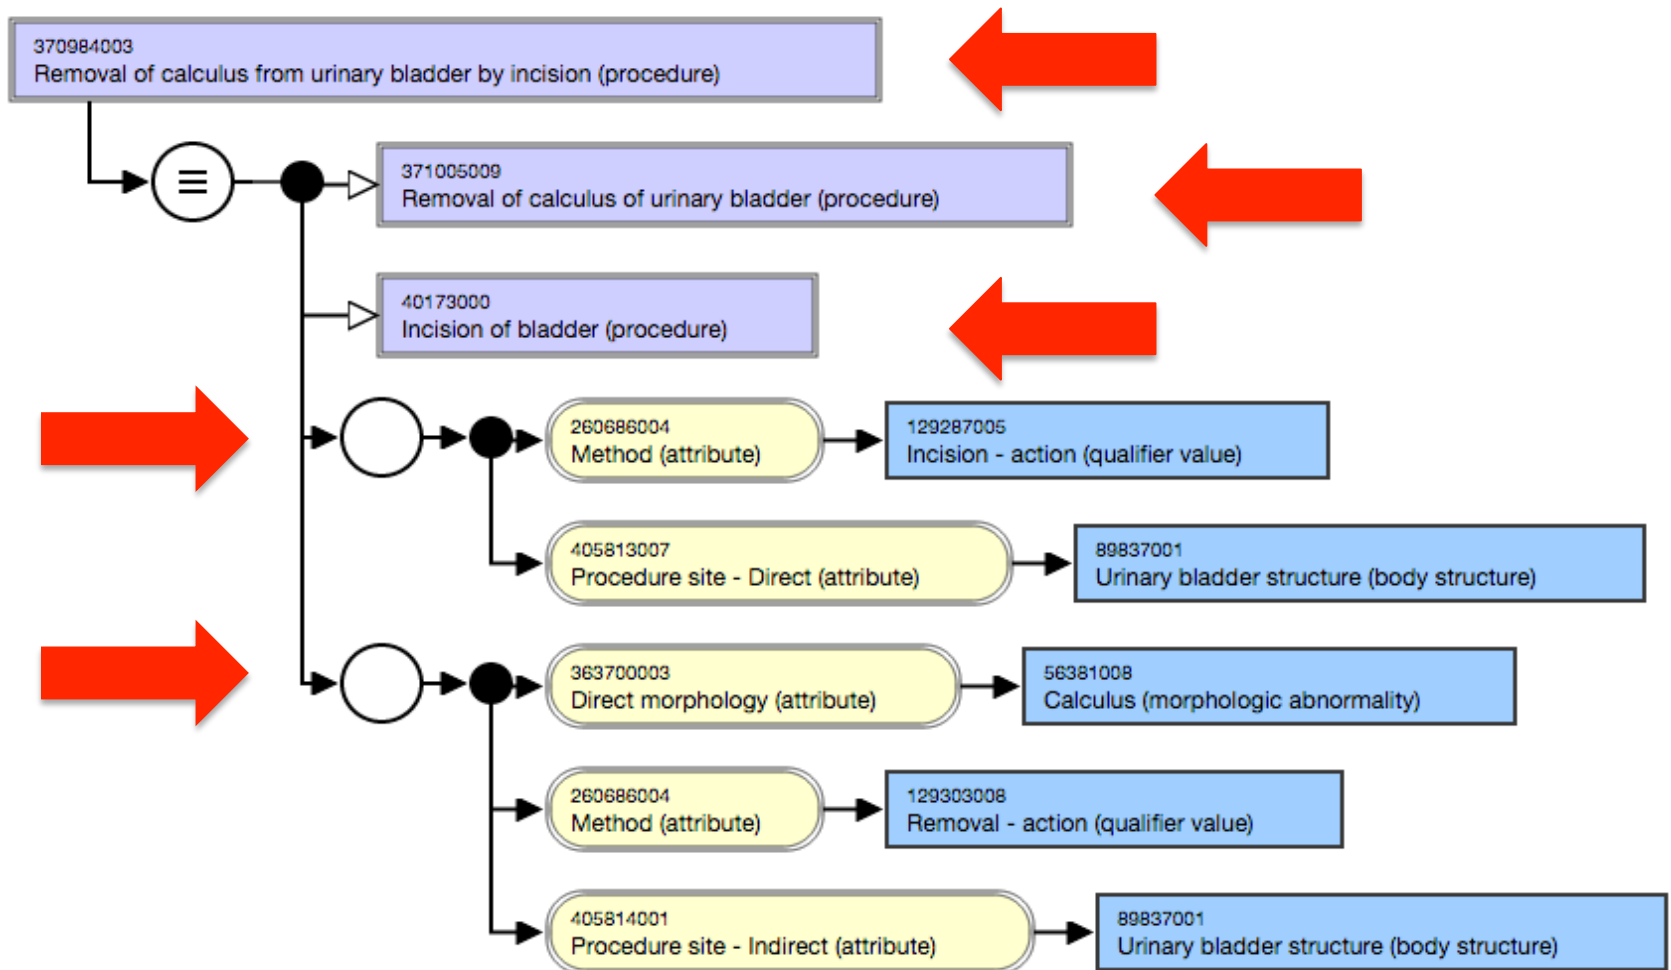 370984003
Removal of calculus from urinary bladder by incision (procedure)
≡
371005009
Removal of calculus of urinary bladder (procedure)
40173000
Incision of bladder (procedure)
260686004
Method (attribute)
129287005
Incision - action (qualifier value)
405813007
Procedure site - Direct (attribute)
89837001
Urinary bladder structure (body structure)
363700003
Direct morphology (attribute)
56381008
Calculus (morphologic abnormality)
260686004
Method (attribute)
129303008
Removal - action (qualifier value)
405814001
Procedure site - Indirect (attribute)
89837001
Urinary bladder structure (body structure)